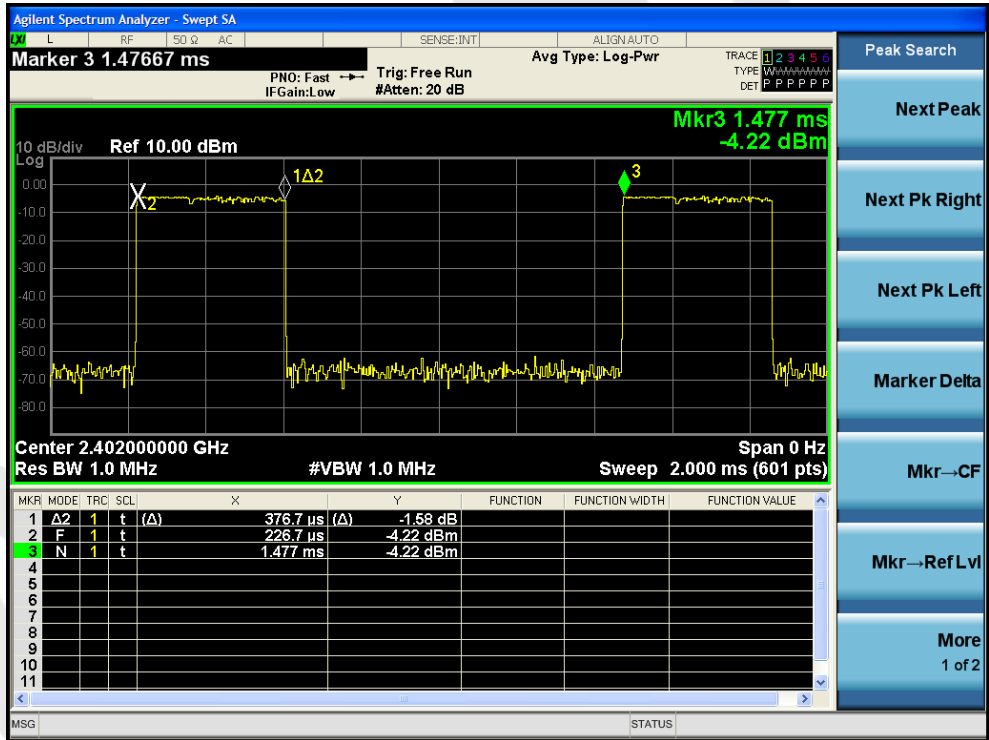 Agilent Spectrum Analyzer - Swept SA
LXI L RF 50 Ω AC SENSE:INT ALIGN AUTO
Marker 3 1.47667 ms
PNO: Fast
IFGain:Low
Trig: Free Run
#Atten: 20 dB
Avg Type: Log-Pwr
TRACE 1 2 3 4 5 6
TYPE WWWWWW
DET P P P P P P
Mkr3 1.477 ms
-4.22 dBm
10 dB/div Ref 10.00 dBm
Log
0.00
-10.0
-20.0
-30.0
-40.0
-50.0
-60.0
-70.0
-80.0
X2
1Δ2
3
Center 2.402000000 GHz Span 0 Hz
Res BW 1.0 MHz #VBW 1.0 MHz Sweep 2.000 ms (601 pts)
MKR MODE TRC SCL X Y FUNCTION FUNCTION WIDTH FUNCTION VALUE
1 Δ2 1 t (Δ) 376.7 µs (Δ) -1.58 dB
2 F 1 t 226.7 µs -4.22 dBm
3 N 1 t 1.477 ms -4.22 dBm
4
5
6
7
8
9
10
11
MSG STATUS
Peak Search
Next Peak
Next Pk Right
Next Pk Left
Marker Delta
Mkr→CF
Mkr→Ref Lvl
More
1 of 2